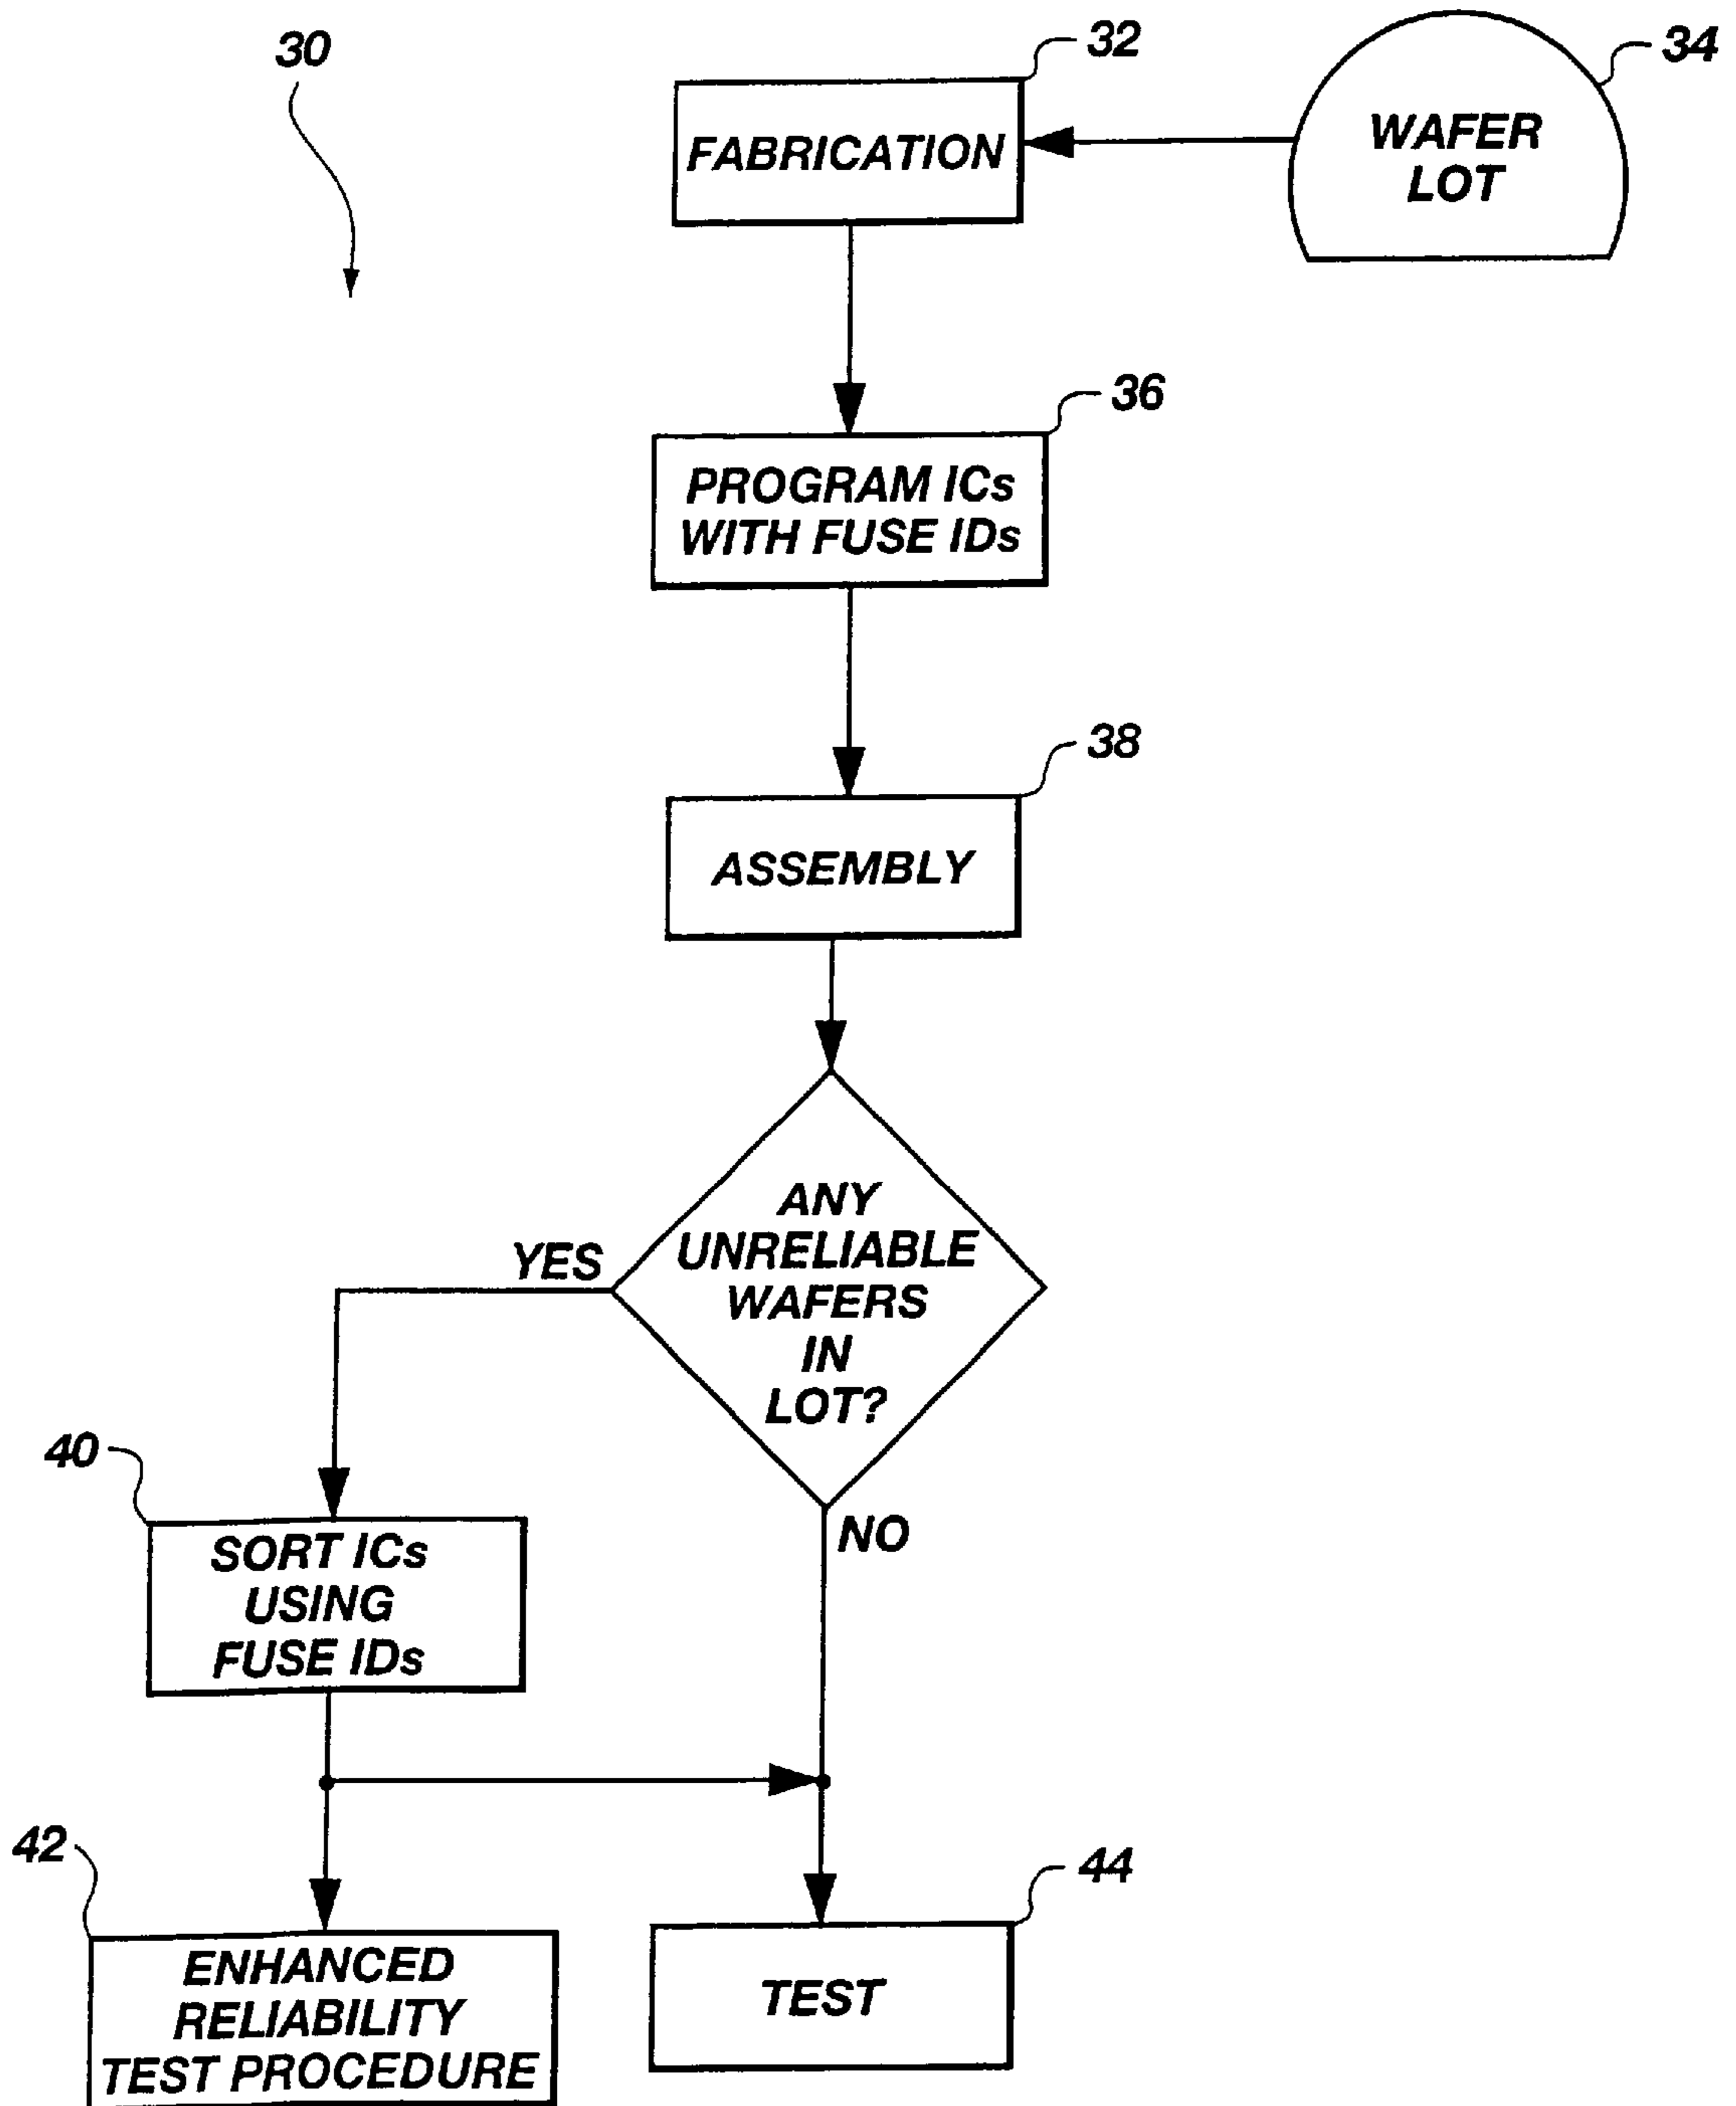 30
32
34
FABRICATION
WAFER
LOT
36
PROGRAM ICs
WITH FUSE IDs
38
ASSEMBLY
ANY
UNRELIABLE
WAFERS
IN
LOT?
YES
NO
40
SORT ICs
USING
FUSE IDs
42
44
ENHANCED
RELIABILITY
TEST PROCEDURE
TEST